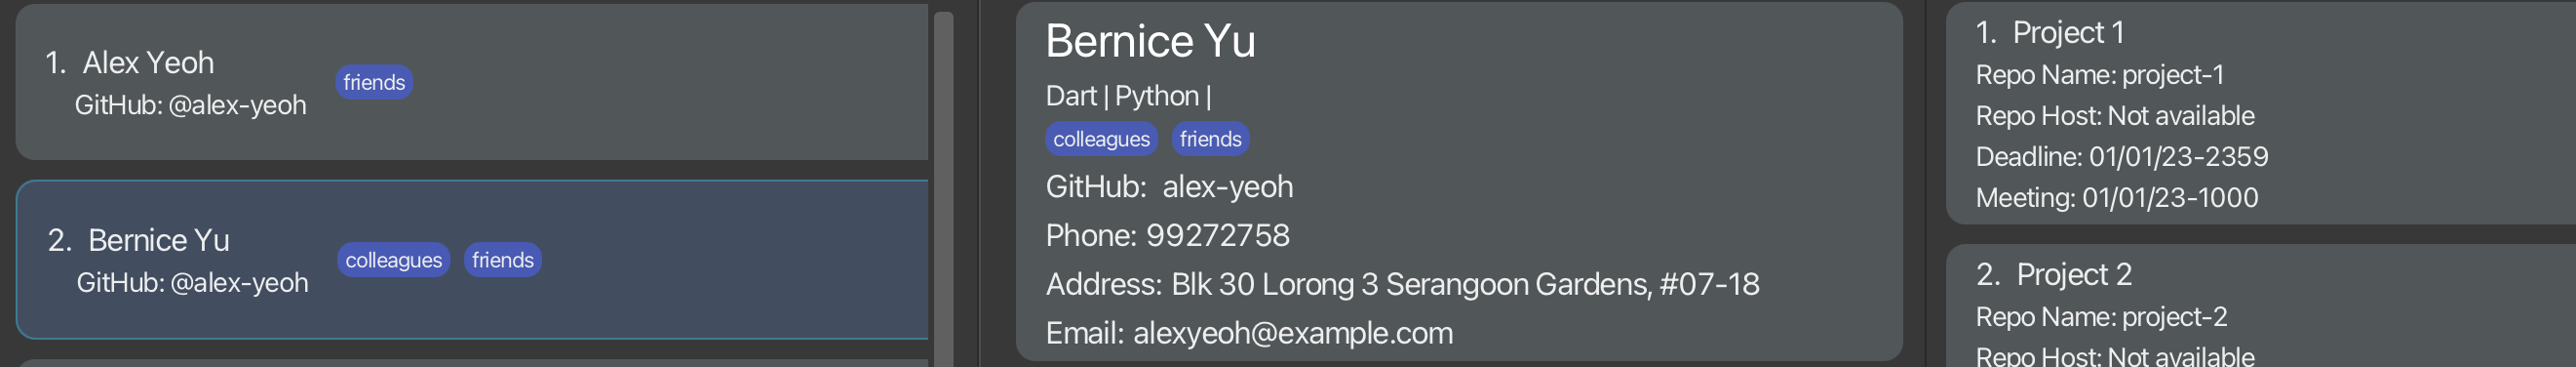 1. Alex Yeoh
GitHub: @alex-yeoh
friends
2. Bernice Yu
GitHub: @alex-yeoh
colleagues friends
Bernice Yu
Dart | Python |
colleagues friends
GitHub: alex-yeoh
Phone: 99272758
Address: Blk 30 Lorong 3 Serangoon Gardens, #07-18
Email: alexyeoh@example.com
1. Project 1
Repo Name: project-1
Repo Host: Not available
Deadline: 01/01/23-2359
Meeting: 01/01/23-1000
2. Project 2
Repo Name: project-2
Repo Host: Not available